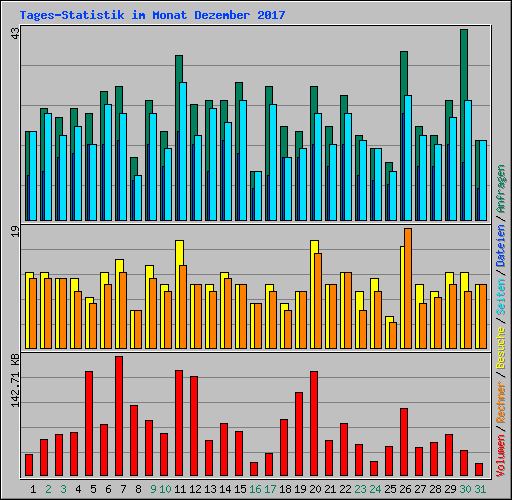 Tages-Statistik im Monat Dezember 2017
43
19
142.71 KB
Volumen / Rechner / Besuche / Seiten / Dateien / Anfragen
1 2 3 4 5 6 7 8 9 10 11 12 13 14 15 16 17 18 19 20 21 22 23 24 25 26 27 28 29 30 31